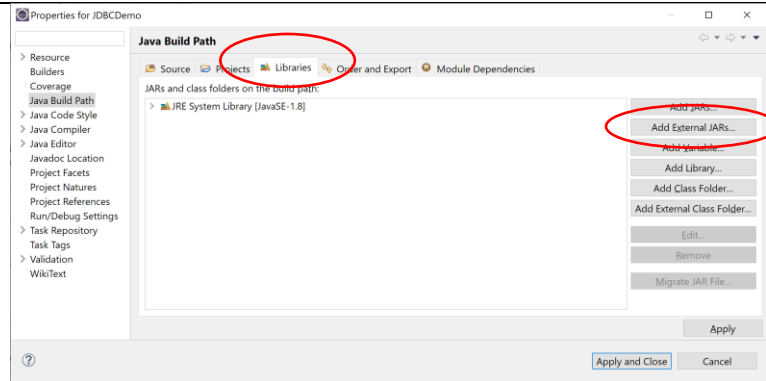 Properties for JDBCDemo
Java Build Path
Resource
Builders
Coverage
Java Build Path
Java Code Style
Java Compiler
Java Editor
Javadoc Location
Project Facets
Project Natures
Project References
Run/Debug Settings
Task Repository
Task Tags
Validation
WikiText
Source Projects Libraries Order and Export Module Dependencies
JARs and class folders on the build path:
JRE System Library [JavaSE-1.8]
Add JARs...
Add External JARs...
Add Variable...
Add Library...
Add Class Folder...
Add External Class Folder...
Edit...
Remove
Migrate JAR File...
Apply
Apply and Close Cancel